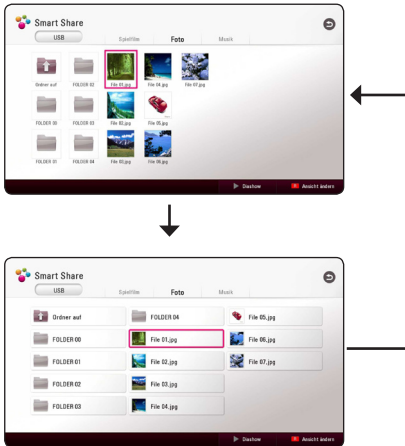 Smart Share
USB Spielfilm Foto Musik
Ordner auf FOLDER 02 File 01.jpg File 04.jpg File 07.jpg
FOLDER 00 FOLDER 03 File 02.jpg File 05.jpg
FOLDER 01 FOLDER 04 File 03.jpg File 06.jpg
Diashow Ansicht ändern
Smart Share
USB Spielfilm Foto Musik
Ordner auf FOLDER 04 File 05.jpg
FOLDER 00 File 01.jpg File 06.jpg
FOLDER 01 File 02.jpg File 07.jpg
FOLDER 02 File 03.jpg
FOLDER 03 File 04.jpg
Diashow Ansicht ändern